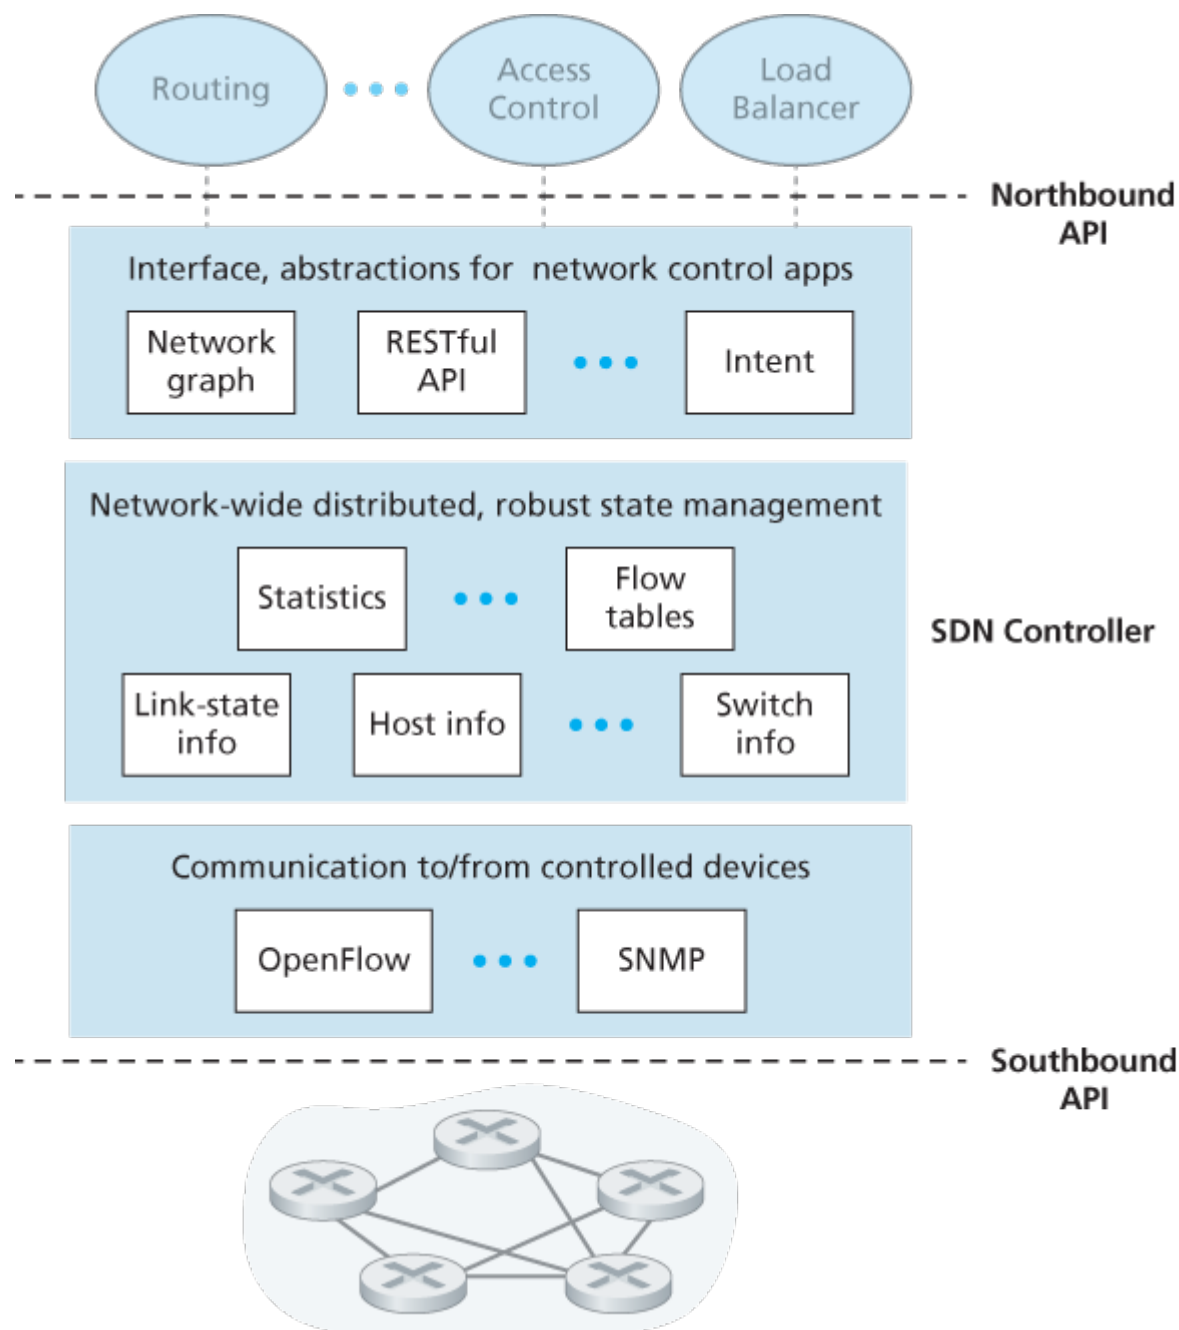 Routing
Access
Control
Load
Balancer
Northbound
API
Interface, abstractions for network control apps
Network
graph
RESTful
API
Intent
Network-wide distributed, robust state management
Statistics
Flow
tables
SDN Controller
Link-state
info
Host info
Switch
info
Communication to/from controlled devices
OpenFlow
SNMP
Southbound
API